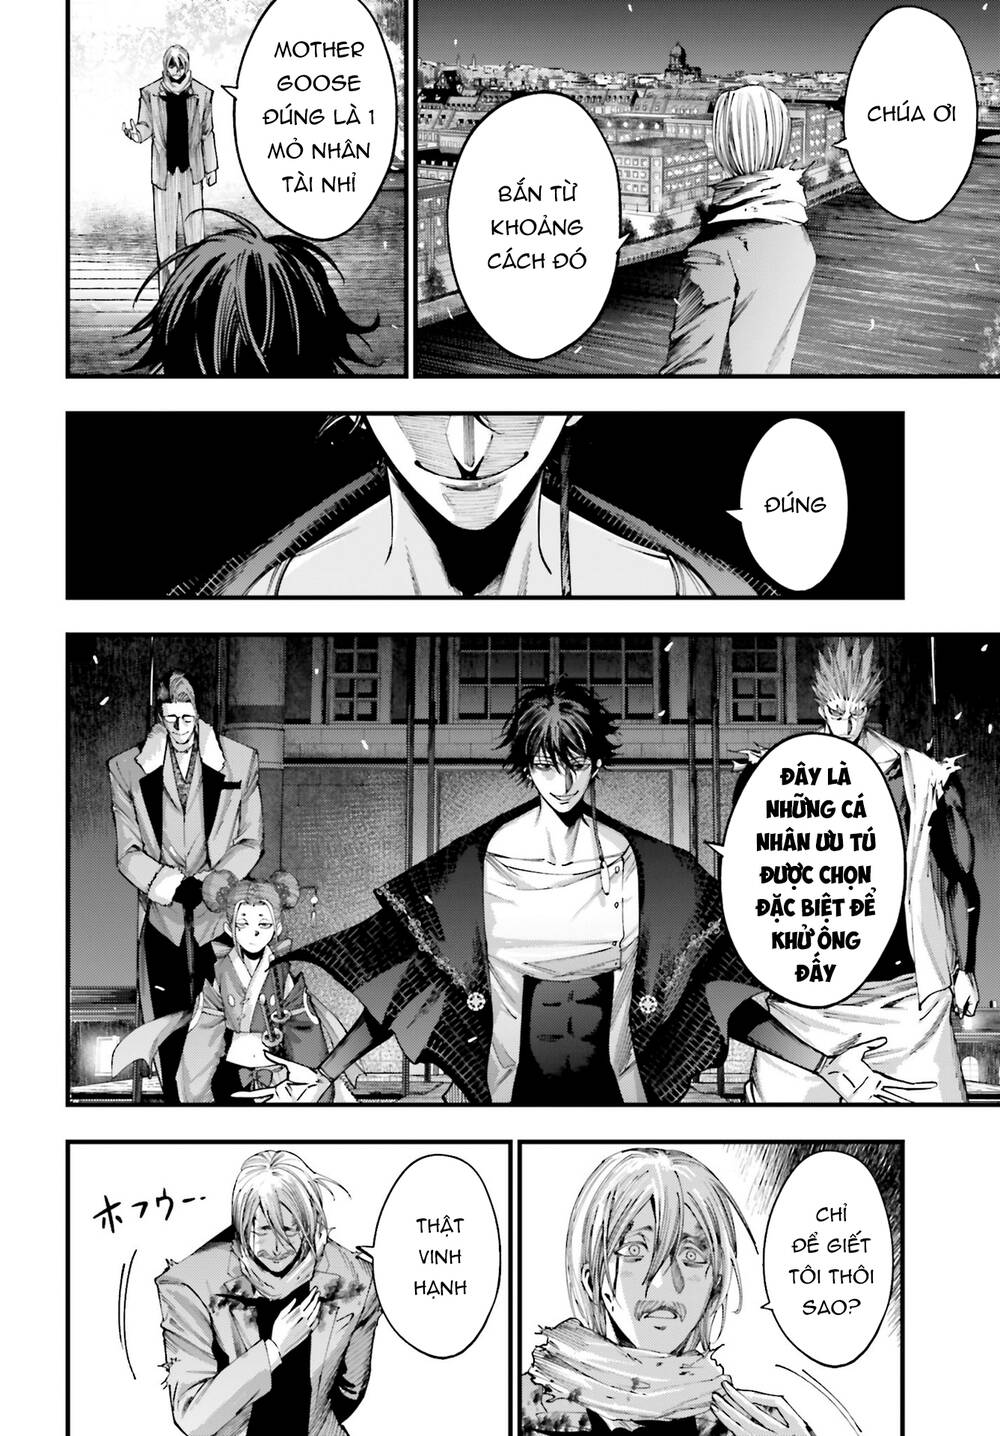 CHÚA ƠI
BẮN TỪ
KHOẢNG
CÁCH ĐÓ
MOTHER
GOOSE
ĐÚNG LÀ 1
MỎ NHÂN
TÀI NHỈ
ĐÚNG
ĐÂY LÀ
NHỮNG CÁ
NHÂN ƯU TÚ
ĐƯỢC CHỌN
ĐẶC BIỆT ĐỂ
KHỬ ÔNG
ĐẤY
CHỈ
ĐỂ GIẾT
TÔI THÔI
SAO?
THẬT
VINH
HẠNH
ホフウー..